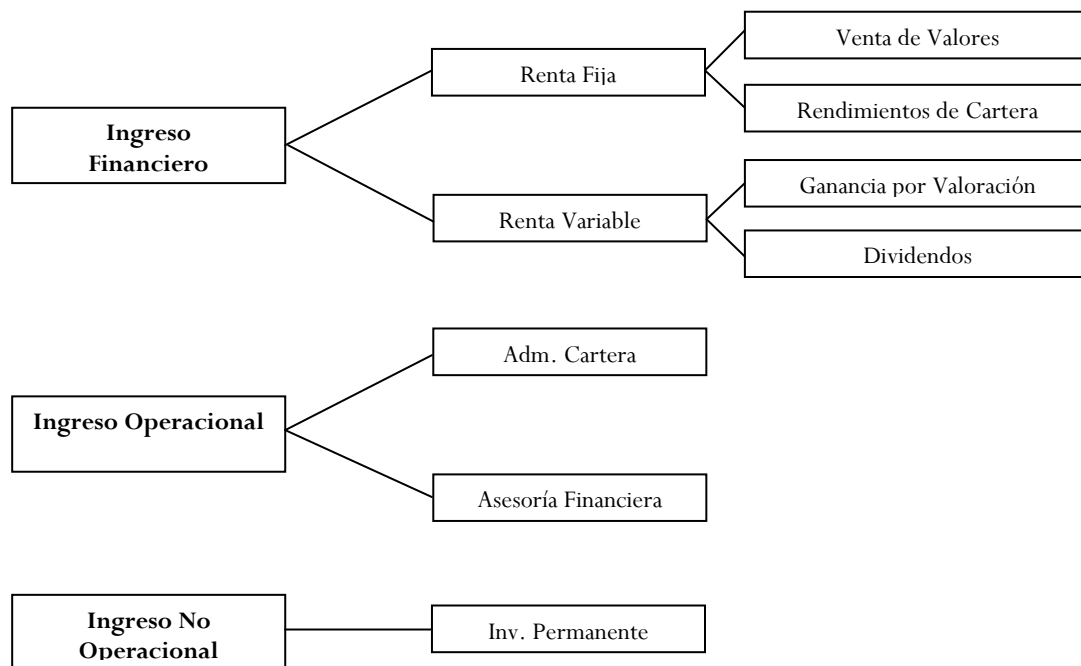 Venta de Valores
Renta Fija
Rendimientos de Cartera
Ingreso
Financiero
Ganancia por Valoración
Renta Variable
Dividendos
Adm. Cartera
Ingreso Operacional
Asesoría Financiera
Ingreso No
Operacional
Inv. Permanente